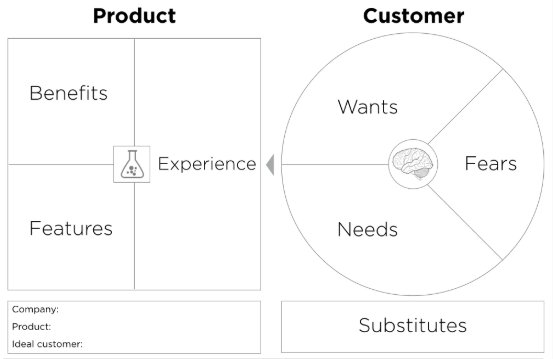 Product
Customer
Benefits
Experience
Features
Wants
Fears
Needs
Company:
Product:
Ideal customer:
Substitutes